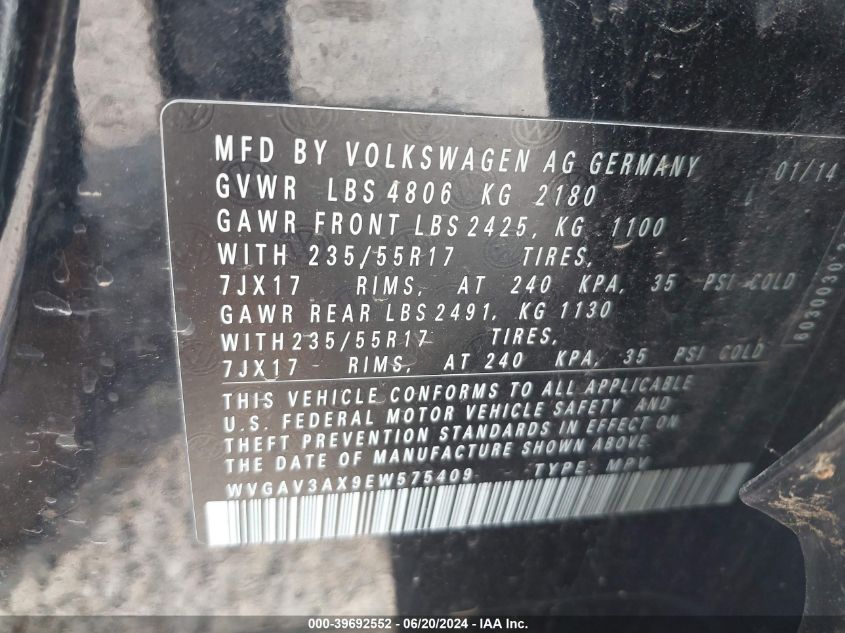 MFD BY VOLKSWAGEN AG GERMANY 01/14
GVWR LBS 4806 KG 2180
GAWR FRONT LBS 2425, KG 1100
WITH 235/55R17 TIRES,
7JX17 RIMS, AT 240 KPA, 35 PSI COLD
GAWR REAR LBS 2491, KG 1130
WITH 235/55R17 TIRES,
7JX17 RIMS, AT 240 KPA, 35 PSI COLD
THIS VEHICLE CONFORMS TO ALL APPLICABLE
U.S. FEDERAL MOTOR VEHICLE SAFETY AND
THEFT PREVENTION STANDARDS IN EFFECT ON
THE DATE OF MANUFACTURE SHOWN ABOVE.
WVGAV3AX9EW575409 TYPE: MPV
000-39692552 - 06/20/2024 - IAA Inc.